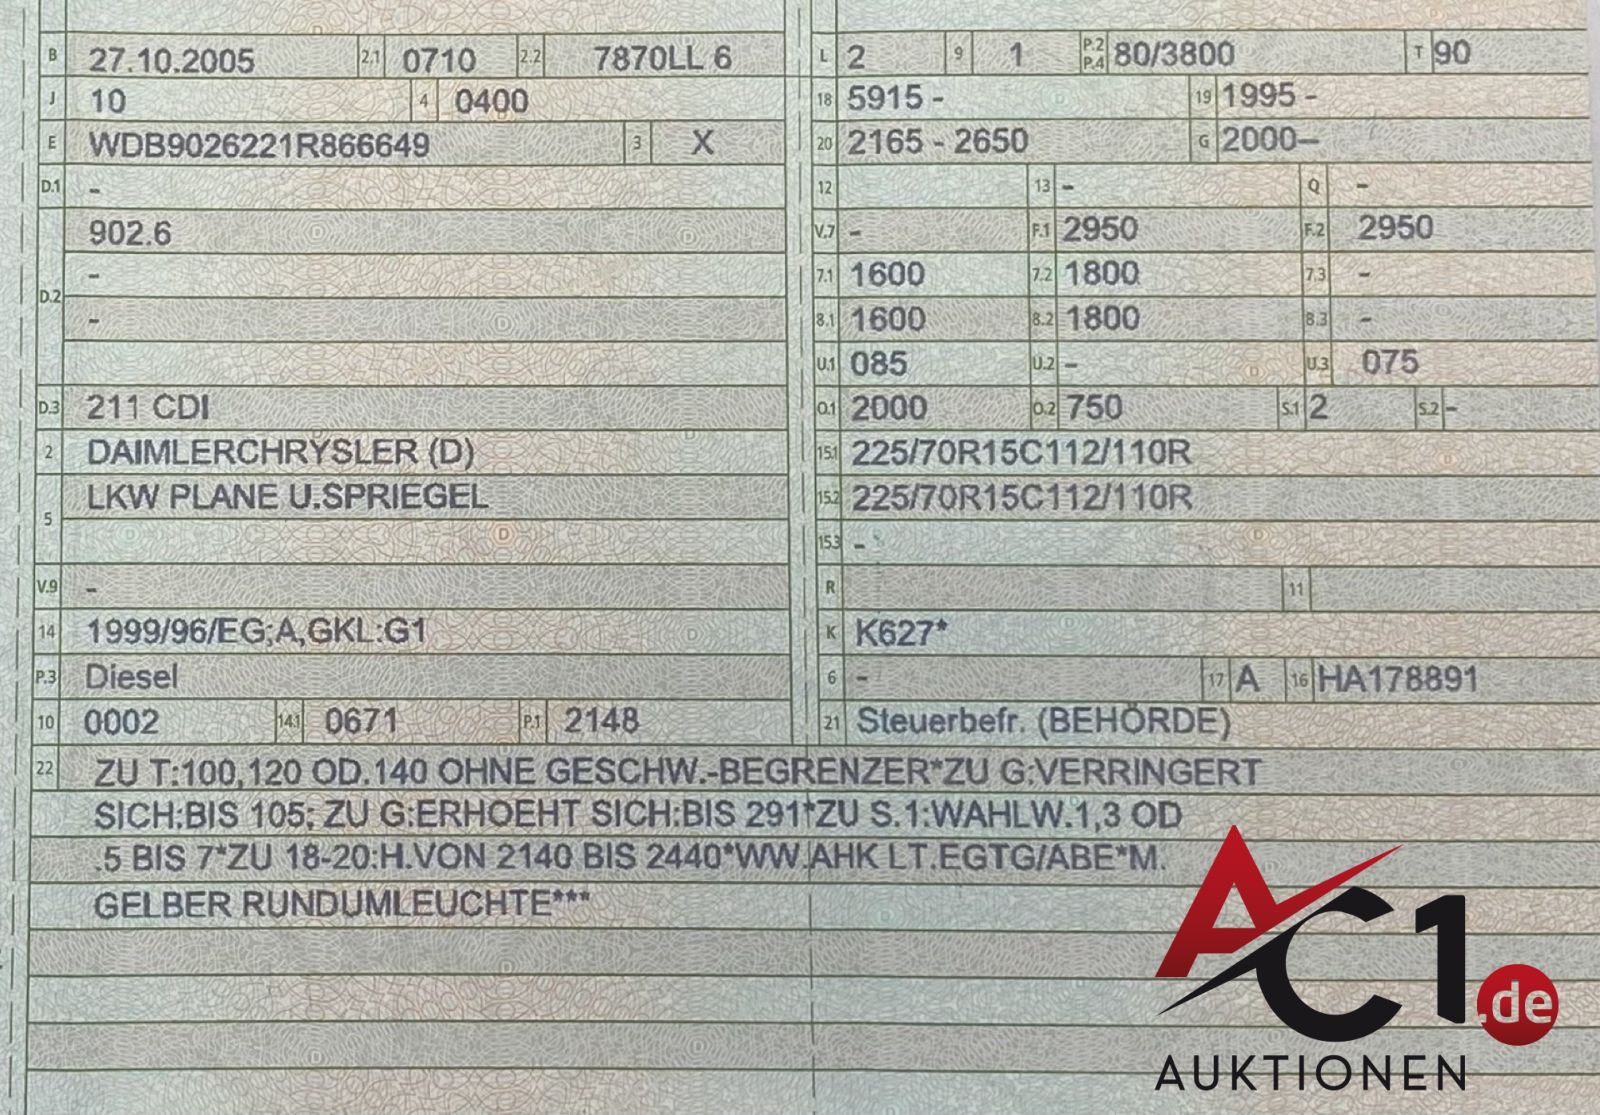 B 27.10.2005 2.1 0710 2.2 7870LL 6
J 10 4 0400
E WDB9026221R866649 3 X
D.1 -
902.6
-
D.2
-
D.3 211 CDI
2 DAIMLERCHRYSLER (D)
LKW PLANE U.SPRIEGEL
5
V.9 -
14 1999/96/EG;A,GKL:G1
P.3 Diesel
10 0002 14.1 0671 P.1 2148
L 2 9 1 P.2 P.4 80/3800 T 90
18 5915 - 19 1995 -
20 2165 - 2650 G 2000--
12 13 - Q -
V.7 - F.1 2950 F.2 2950
7.1 1600 7.2 1800 7.3 -
8.1 1600 8.2 1800 8.3 -
U.1 085 U.2 - U.3 075
O.1 2000 O.2 750 S.1 2 S.2 -
15.1 225/70R15C112/110R
15.2 225/70R15C112/110R
15.3 -
R 11
K K627*
6 - 17 A 16 HA178891
21 Steuerbefr. (BEHÖRDE)
22 ZU T:100,120 OD.140 OHNE GESCHW.-BEGRENZER*ZU G:VERRINGERT
SICH:BIS 105; ZU G:ERHOEHT SICH:BIS 291*ZU S.1:WAHLW.1,3 OD
.5 BIS 7*ZU 18-20:H.VON 2140 BIS 2440*WW.AHK LT.EGTG/ABE*M.
GELBER RUNDUMLEUCHTE***
AC1.de
AUKTIONEN